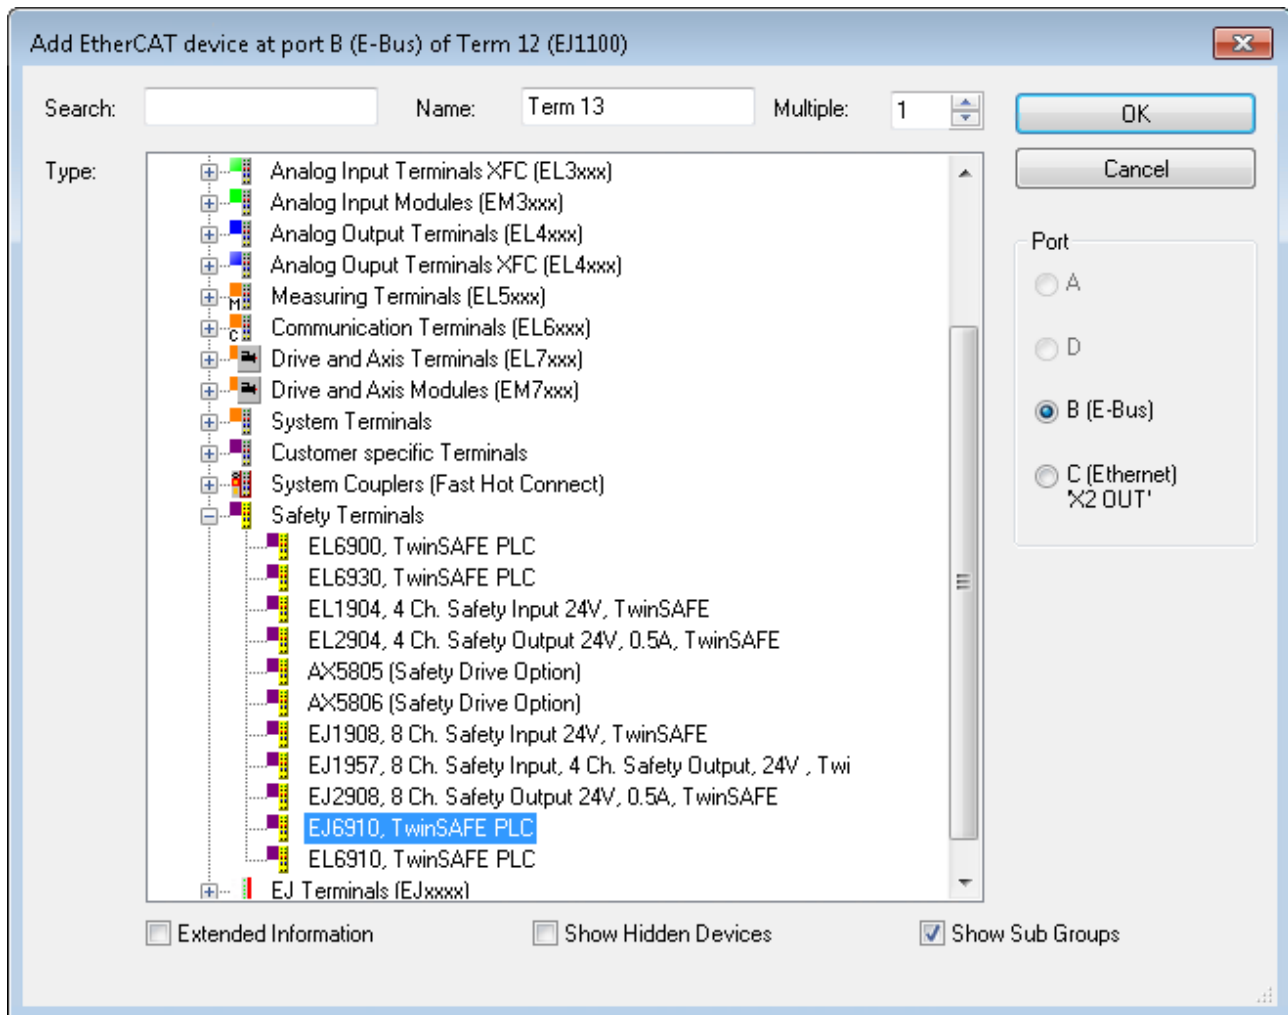 Add EtherCAT device at port B (E-Bus) of Term 12 (EJ1100)
Search: Name: Term 13 Multiple: 1 OK
Type: Cancel
Analog Input Terminals XFC (EL3xxx)
Analog Input Modules (EM3xxx)
Analog Output Terminals (EL4xxx)
Analog Ouput Terminals XFC (EL4xxx)
M Measuring Terminals (EL5xxx)
C Communication Terminals (EL6xxx)
Drive and Axis Terminals (EL7xxx)
Drive and Axis Modules (EM7xxx)
System Terminals
Customer specific Terminals
System Couplers (Fast Hot Connect)
Safety Terminals
EL6900, TwinSAFE PLC
EL6930, TwinSAFE PLC
EL1904, 4 Ch. Safety Input 24V, TwinSAFE
EL2904, 4 Ch. Safety Output 24V, 0.5A, TwinSAFE
AX5805 (Safety Drive Option)
AX5806 (Safety Drive Option)
EJ1908, 8 Ch. Safety Input 24V, TwinSAFE
EJ1957, 8 Ch. Safety Input, 4 Ch. Safety Output, 24V , Twi
EJ2908, 8 Ch. Safety Output 24V, 0.5A, TwinSAFE
EJ6910, TwinSAFE PLC
EL6910, TwinSAFE PLC
EJ Terminals (EJxxxx)
Port
A
D
B (E-Bus)
C (Ethernet)
'X2 OUT'
Extended Information Show Hidden Devices Show Sub Groups